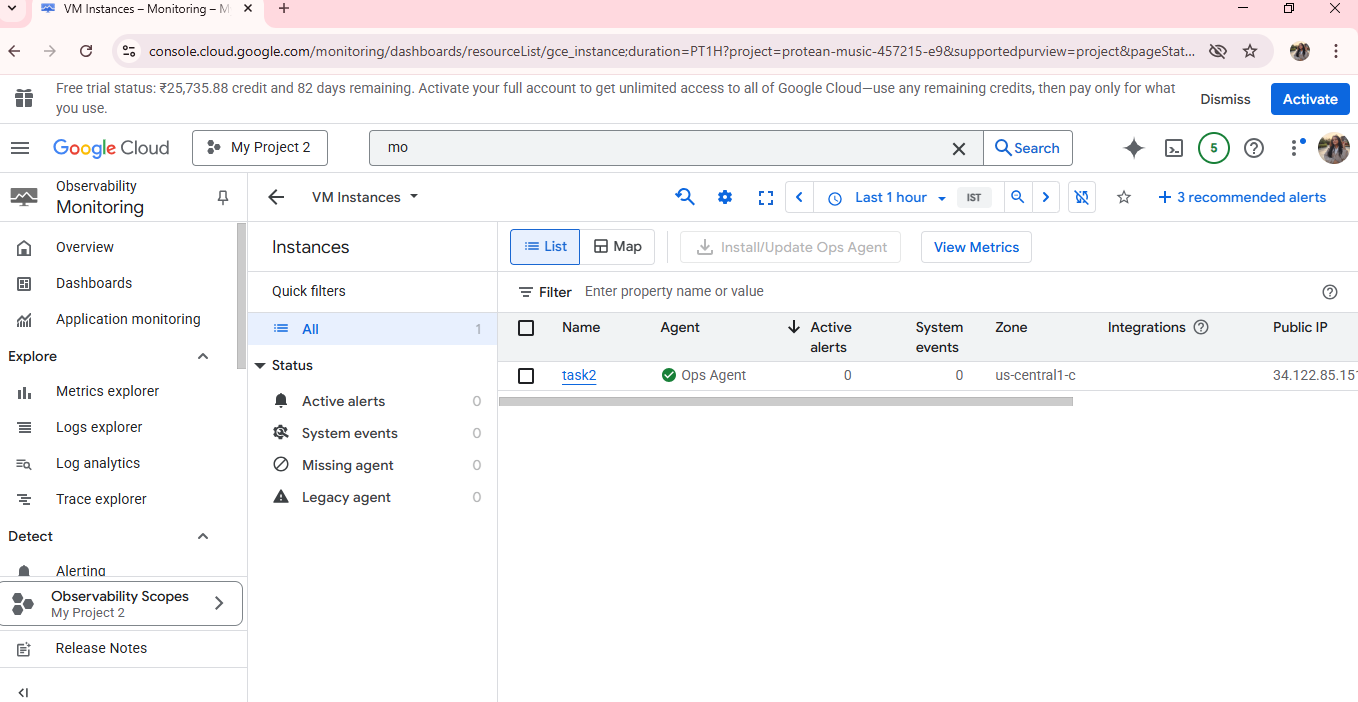 VM Instances – Monitoring – M
console.cloud.google.com/monitoring/dashboards/resourceList/gce_instance;duration=PT1H?project=protean-music-457215-e9&supportedpurview=project&pageStat...
Free trial status: ₹25,735.88 credit and 82 days remaining. Activate your full account to get unlimited access to all of Google Cloud—use any remaining credits, then pay only for what
you use.
Dismiss
Activate
Google Cloud
My Project 2
mo
Search
5
Observability
Monitoring
VM Instances
Last 1 hour
IST
3 recommended alerts
Overview
Dashboards
Application monitoring
Explore
Metrics explorer
Logs explorer
Log analytics
Trace explorer
Detect
Alerting
Observability Scopes
My Project 2
Release Notes
Instances
Quick filters
All 1
Status
Active alerts 0
System events 0
Missing agent 0
Legacy agent 0
List
Map
Install/Update Ops Agent
View Metrics
Filter Enter property name or value
Name Agent Active alerts System events Zone Integrations Public IP
task2 Ops Agent 0 0 us-central1-c 34.122.85.151